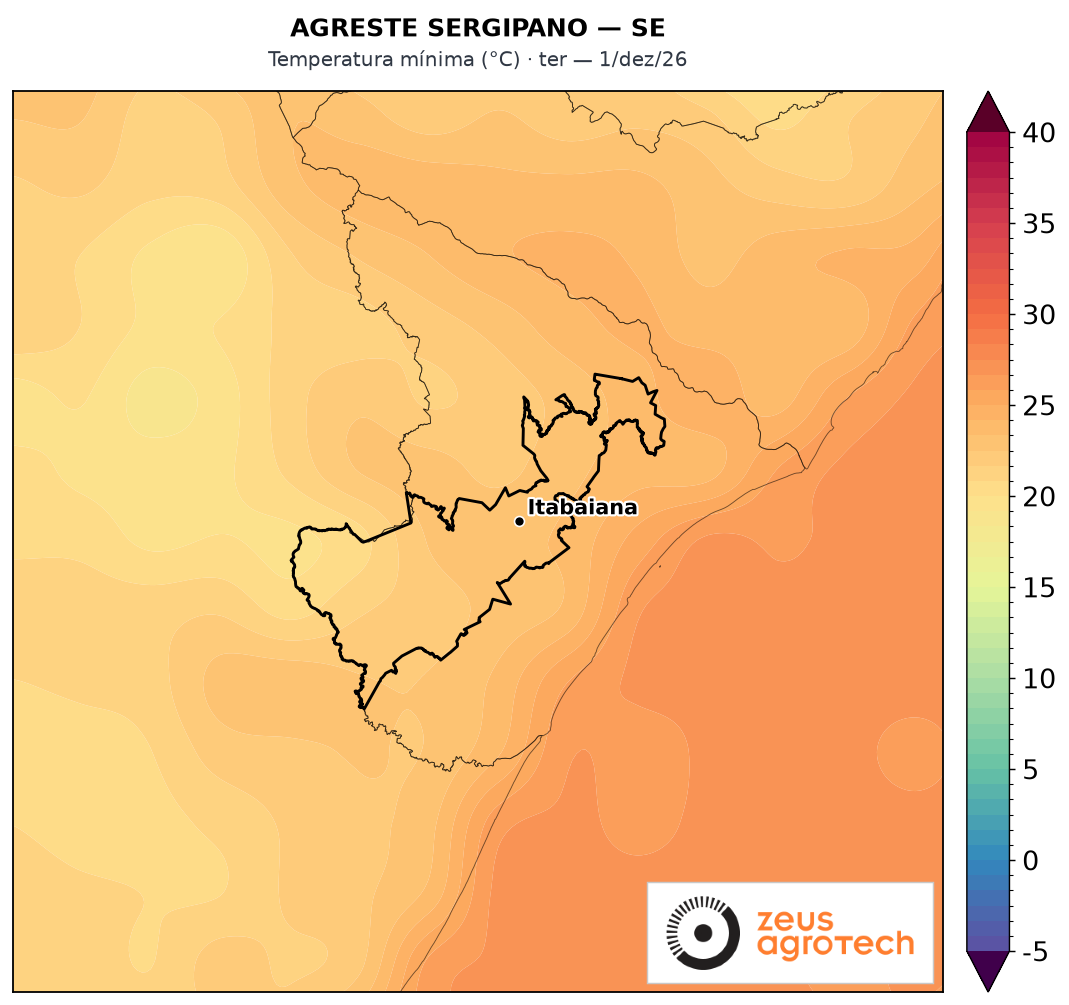 AGRESTE SERGIPANO — SE
Temperatura mínima (°C) · ter — 1/dez/26
Itabaiana
40
35
30
25
20
15
10
5
0
-5
zeus
agrotech